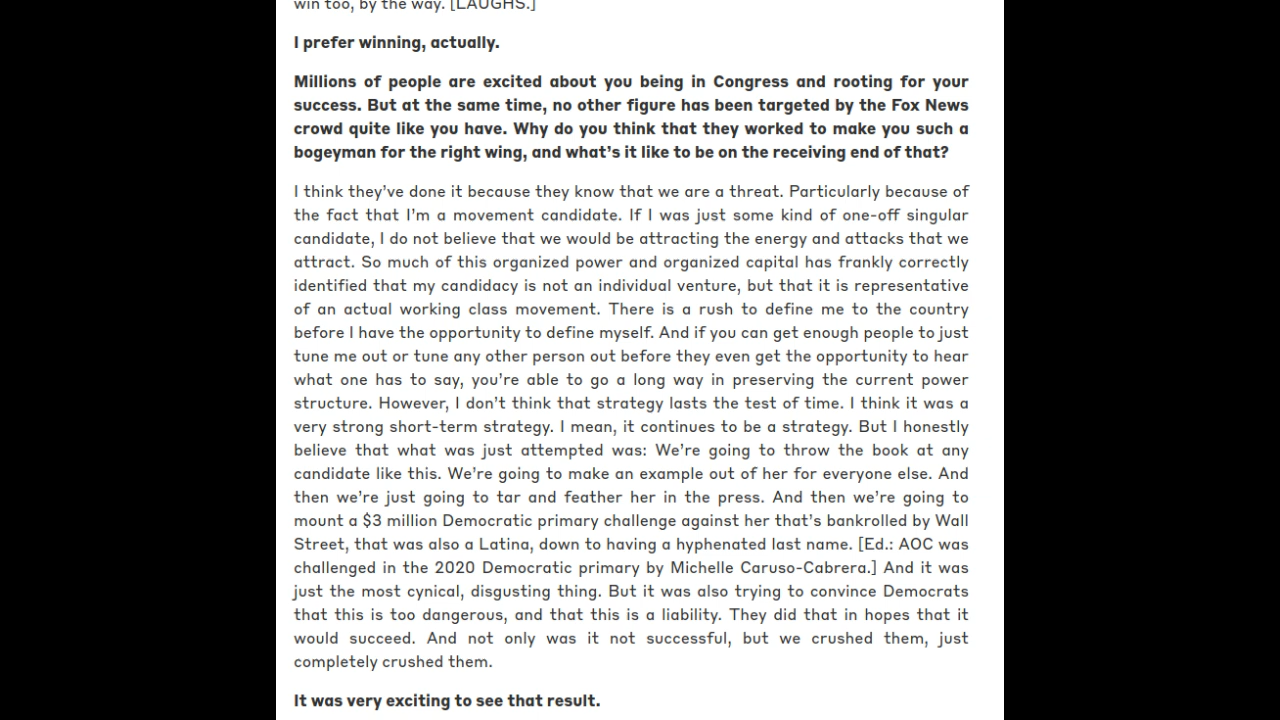 win too, by the way. [LAUGHS.]
I prefer winning, actually.
Millions of people are excited about you being in Congress and rooting for your
success. But at the same time, no other figure has been targeted by the Fox News
crowd quite like you have. Why do you think that they worked to make you such a
bogeyman for the right wing, and what’s it like to be on the receiving end of that?
I think they’ve done it because they know that we are a threat. Particularly because of
the fact that I’m a movement candidate. If I was just some kind of one-off singular
candidate, I do not believe that we would be attracting the energy and attacks that we
attract. So much of this organized power and organized capital has frankly correctly
identified that my candidacy is not an individual venture, but that it is representative
of an actual working class movement. There is a rush to define me to the country
before I have the opportunity to define myself. And if you can get enough people to just
tune me out or tune any other person out before they even get the opportunity to hear
what one has to say, you’re able to go a long way in preserving the current power
structure. However, I don’t think that strategy lasts the test of time. I think it was a
very strong short-term strategy. I mean, it continues to be a strategy. But I honestly
believe that what was just attempted was: We’re going to throw the book at any
candidate like this. We’re going to make an example out of her for everyone else. And
then we’re just going to tar and feather her in the press. And then we’re going to
mount a $3 million Democratic primary challenge against her that’s bankrolled by Wall
Street, that was also a Latina, down to having a hyphenated last name. [Ed.: AOC was
challenged in the 2020 Democratic primary by Michelle Caruso-Cabrera.] And it was
just the most cynical, disgusting thing. But it was also trying to convince Democrats
that this is too dangerous, and that this is a liability. They did that in hopes that it
would succeed. And not only was it not successful, but we crushed them, just
completely crushed them.
It was very exciting to see that result.